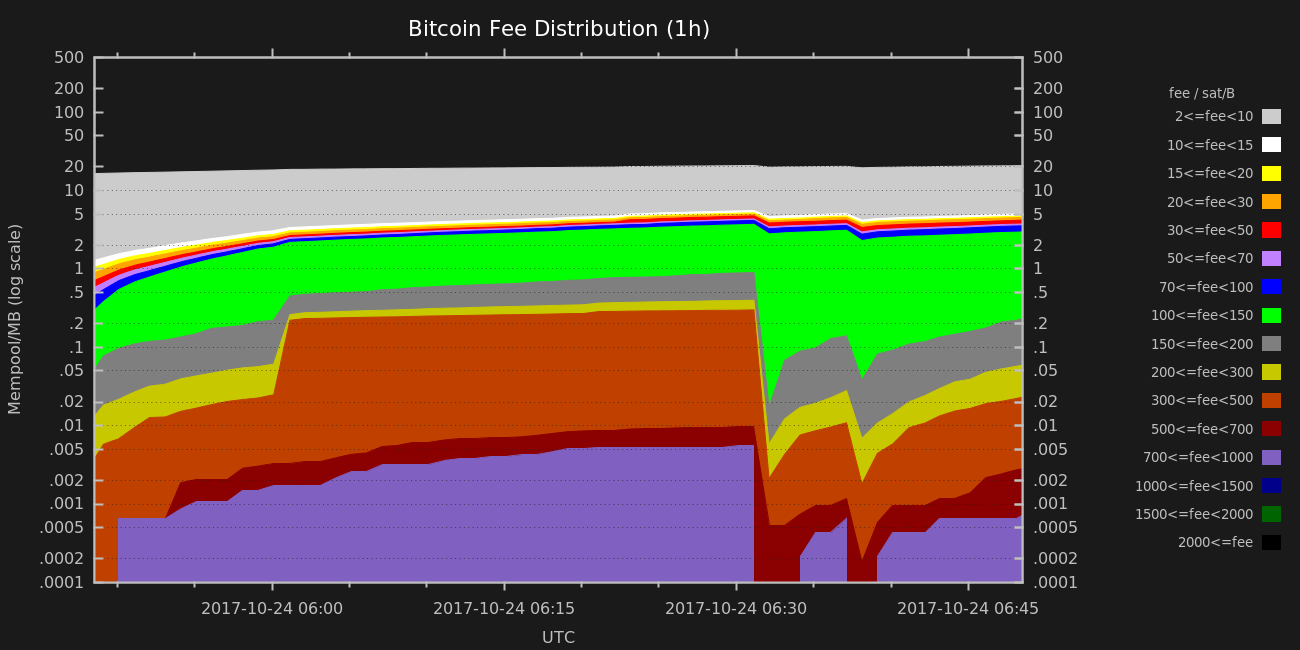 Bitcoin Fee Distribution (1h)
Mempool/MB (log scale)
500
200
100
50
20
10
5
2
1
.5
.2
.1
.05
.02
.01
.005
.002
.001
.0005
.0002
.0001
500
200
100
50
20
10
5
2
1
.5
.2
.1
.05
.02
.01
.005
.002
.001
.0005
.0002
.0001
2017-10-24 06:00
2017-10-24 06:15
2017-10-24 06:30
2017-10-24 06:45
UTC
fee / sat/B
2<=fee<10
10<=fee<15
15<=fee<20
20<=fee<30
30<=fee<50
50<=fee<70
70<=fee<100
100<=fee<150
150<=fee<200
200<=fee<300
300<=fee<500
500<=fee<700
700<=fee<1000
1000<=fee<1500
1500<=fee<2000
2000<=fee